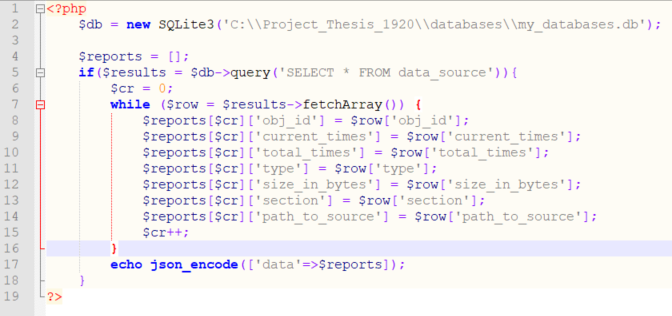 1 <?php
2 $db = new SQLite3('C:\\Project_Thesis_1920\\databases\\my_databases.db');
3
4 $reports = [];
5 if($results = $db->query('SELECT * FROM data_source')){
6 $cr = 0;
7 while ($row = $results->fetchArray()) {
8 $reports[$cr]['obj_id'] = $row['obj_id'];
9 $reports[$cr]['current_times'] = $row['current_times'];
10 $reports[$cr]['total_times'] = $row['total_times'];
11 $reports[$cr]['type'] = $row['type'];
12 $reports[$cr]['size_in_bytes'] = $row['size_in_bytes'];
13 $reports[$cr]['section'] = $row['section'];
14 $reports[$cr]['path_to_source'] = $row['path_to_source'];
15 $cr++;
16 }
17 echo json_encode(['data'=>$reports]);
18 }
19 ?>